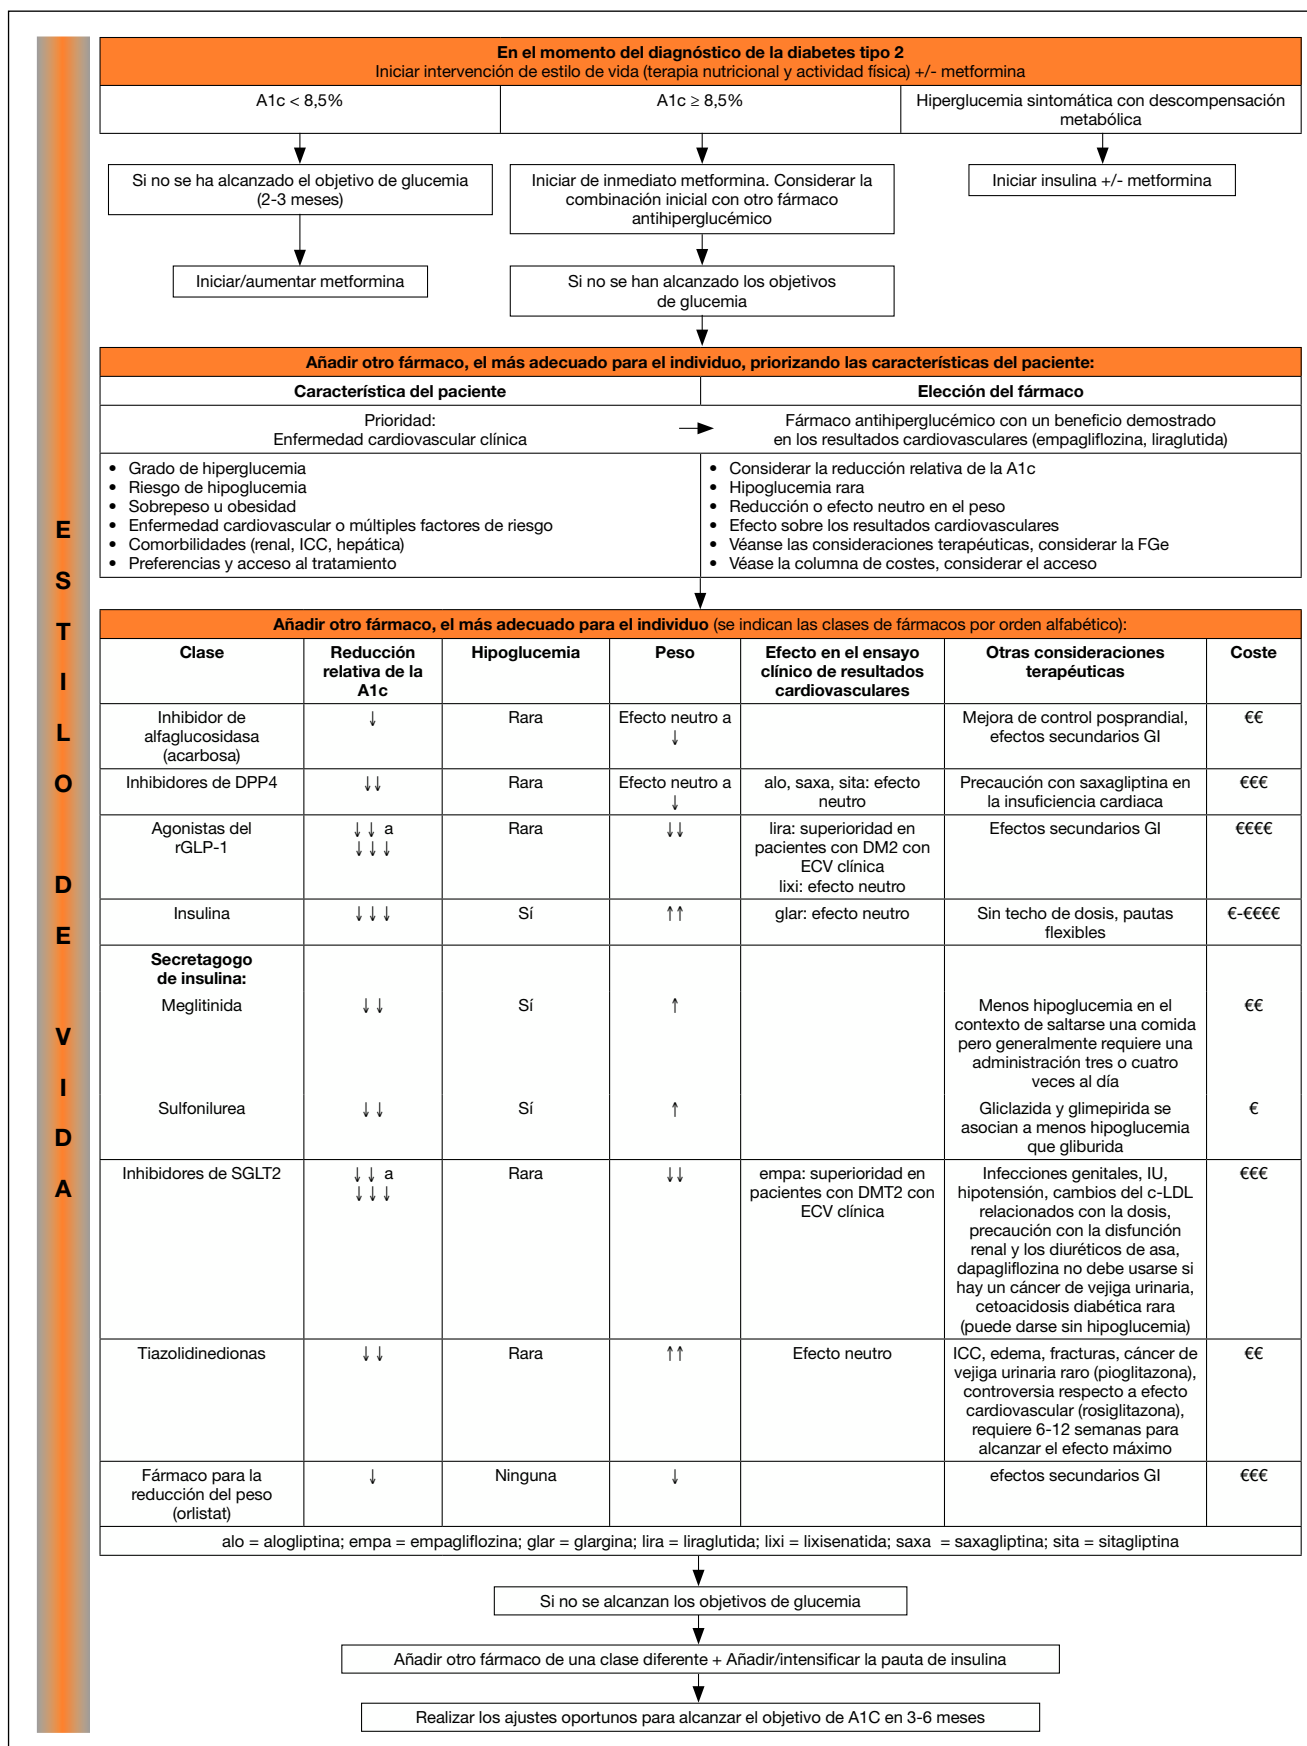 En el momento del diagnóstico de la diabetes tipo 2
Iniciar intervención de estilo de vida (terapia nutricional y actividad física) +/- metformina
A1c < 8,5%
A1c ≥ 8,5%
Hiperglucemia sintomática con descompensación
metabólica
Si no se ha alcanzado el objetivo de glucemia
(2-3 meses)
Iniciar de inmediato metformina. Considerar la
combinación inicial con otro fármaco
antihiperglucémico
Iniciar insulina +/- metformina
Iniciar/aumentar metformina
Si no se han alcanzado los objetivos
de glucemia
Añadir otro fármaco, el más adecuado para el individuo, priorizando las características del paciente:
Característica del paciente
Elección del fármaco
Prioridad:
Enfermedad cardiovascular clínica
Fármaco antihiperglucémico con un beneficio demostrado
en los resultados cardiovasculares (empagliflozina, liraglutida)
• Grado de hiperglucemia
• Riesgo de hipoglucemia
• Sobrepeso u obesidad
• Enfermedad cardiovascular o múltiples factores de riesgo
• Comorbilidades (renal, ICC, hepática)
• Preferencias y acceso al tratamiento
• Considerar la reducción relativa de la A1c
• Hipoglucemia rara
• Reducción o efecto neutro en el peso
• Efecto sobre los resultados cardiovasculares
• Véanse las consideraciones terapéuticas, considerar la FGe
• Véase la columna de costes, considerar el acceso
Añadir otro fármaco, el más adecuado para el individuo (se indican las clases de fármacos por orden alfabético):
Clase
Reducción
relativa de la
A1c
Hipoglucemia
Peso
Efecto en el ensayo
clínico de resultados
cardiovasculares
Otras consideraciones
terapéuticas
Coste
Inhibidor de
alfaglucosidasa
(acarbosa)
↓
Rara
Efecto neutro a
↓
Mejora de control posprandial,
efectos secundarios GI
€€
Inhibidores de DPP4
↓↓
Rara
Efecto neutro a
↓
alo, saxa, sita: efecto
neutro
Precaución con saxagliptina en
la insuficiencia cardiaca
€€€
Agonistas del
rGLP-1
↓↓ a
↓↓↓
Rara
↓↓
lira: superioridad en
pacientes con DM2 con
ECV clínica
lixi: efecto neutro
Efectos secundarios GI
€€€€
Insulina
↓↓↓
Sí
↑↑
glar: efecto neutro
Sin techo de dosis, pautas
flexibles
€-€€€€
Secretagogo
de insulina:
Meglitinida
↓↓
Sí
↑
Menos hipoglucemia en el
contexto de saltarse una comida
pero generalmente requiere una
administración tres o cuatro
veces al día
€€
Sulfonilurea
↓↓
Sí
↑
Gliclazida y glimepirida se
asocian a menos hipoglucemia
que gliburida
€
Inhibidores de SGLT2
↓↓ a
↓↓↓
Rara
↓↓
empa: superioridad en
pacientes con DMT2 con
ECV clínica
Infecciones genitales, IU,
hipotensión, cambios del c-LDL
relacionados con la dosis,
precaución con la disfunción
renal y los diuréticos de asa,
dapagliflozina no debe usarse si
hay un cáncer de vejiga urinaria,
cetoacidosis diabética rara
(puede darse sin hipoglucemia)
€€€
Tiazolidinedionas
↓↓
Rara
↑↑
Efecto neutro
ICC, edema, fracturas, cáncer de
vejiga urinaria raro (pioglitazona),
controversia respecto a efecto
cardiovascular (rosiglitazona),
requiere 6-12 semanas para
alcanzar el efecto máximo
€€
Fármaco para la
reducción del peso
(orlistat)
↓
Ninguna
↓
efectos secundarios GI
€€€
alo = alogliptina; empa = empagliflozina; glar = glargina; lira = liraglutida; lixi = lixisenatida; saxa = saxagliptina; sita = sitagliptina
Si no se alcanzan los objetivos de glucemia
Añadir otro fármaco de una clase diferente + Añadir/intensificar la pauta de insulina
Realizar los ajustes oportunos para alcanzar el objetivo de A1C en 3-6 meses
ESTILO DE VIDA